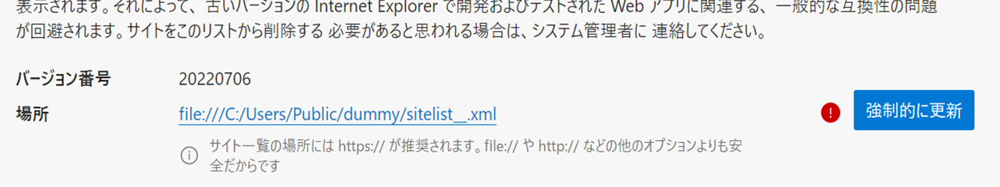 表示されます。それによって、古いバージョンの Internet Explorer で開発およびテストされた Web アプリに関連する、一般的な互換性の問題
が回避されます。サイトをこのリストから削除する 必要があると思われる場合は、システム管理者に 連絡してください。
バージョン番号 20220706
場所 file:///C:/Users/Public/dummy/sitelist__.xml ! 強制的に更新
サイト一覧の場所には https:// が推奨されます。file:// や http:// などの他のオプションよりも安
全だからです